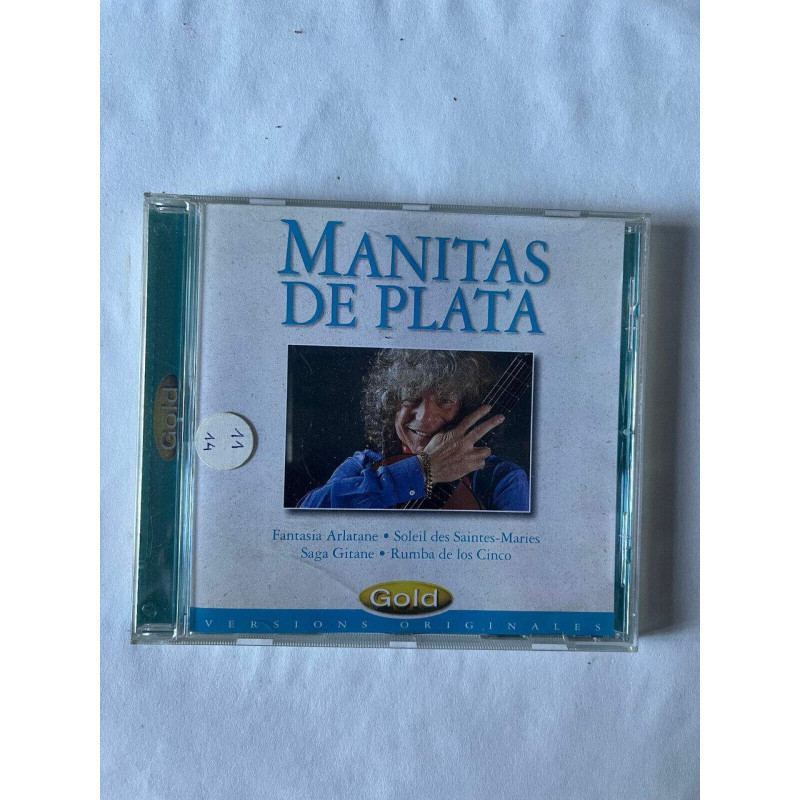 MANITAS
DE PLATA
Gold
11
14
Fantasia Arlatane • Soleil des Saintes-Maries
Saga Gitane • Rumba de los Cinco
Gold
VERSIONS ORIGINALES